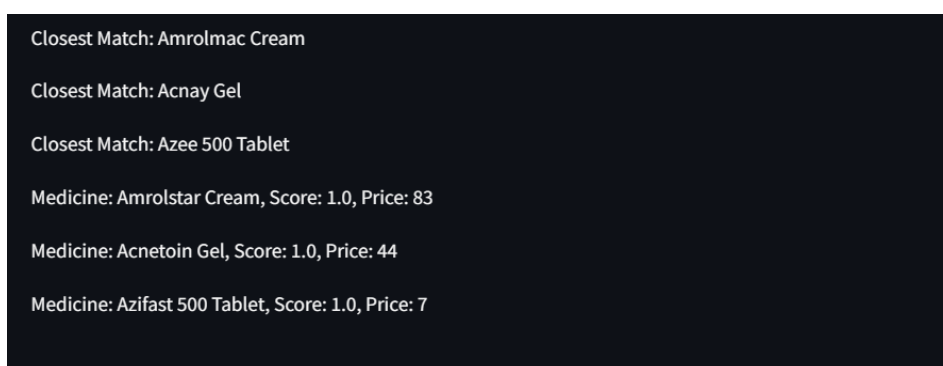 Closest Match: Amrolmac Cream
Closest Match: Acnay Gel
Closest Match: Azee 500 Tablet
Medicine: Amrolstar Cream, Score: 1.0, Price: 83
Medicine: Acnetoin Gel, Score: 1.0, Price: 44
Medicine: Azifast 500 Tablet, Score: 1.0, Price: 7